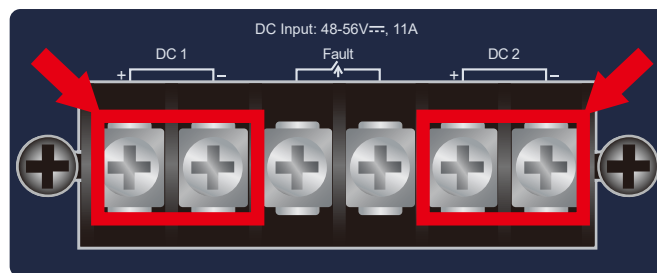 DC Input: 48-56V⎓, 11A
DC 1 Fault DC 2
+ − + −